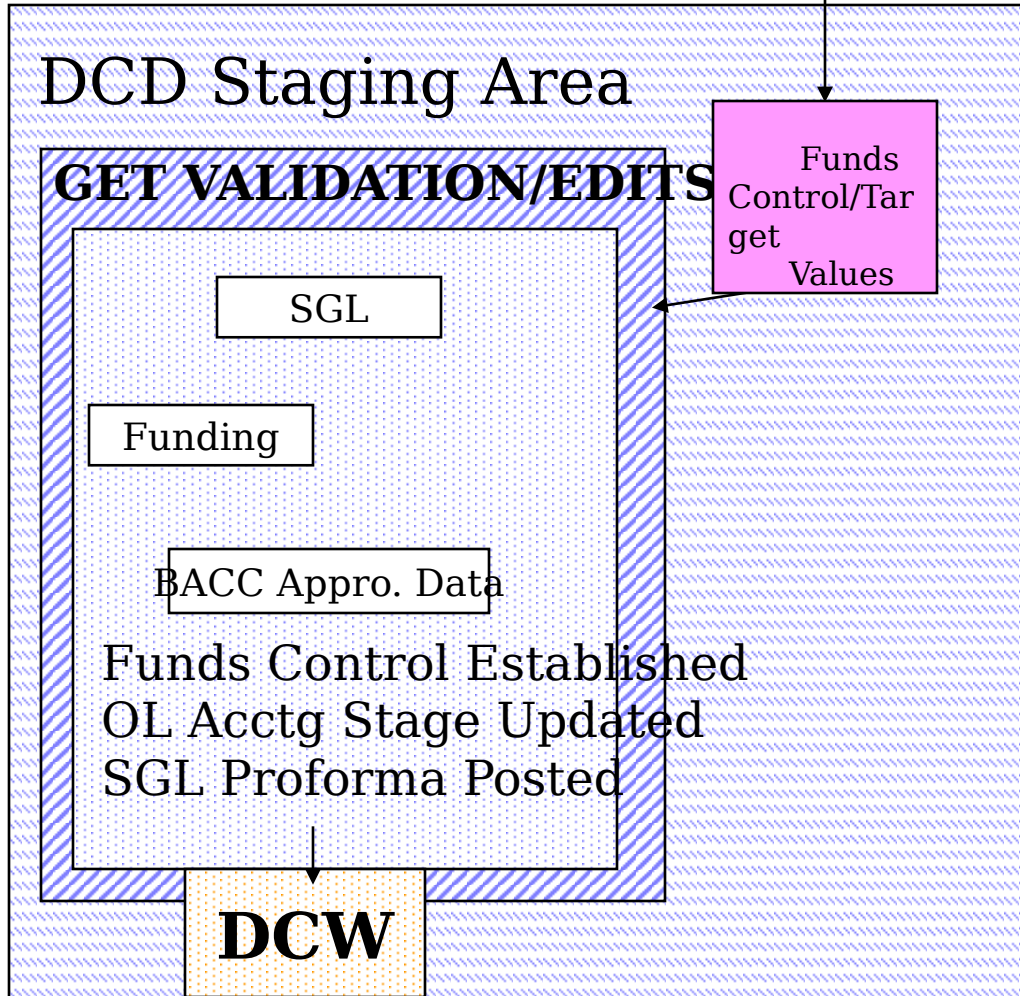 DCD Staging Area
GET VALIDATION/EDITS
Funds
Control/Tar
get
Values
SGL
Funding
BACC Appro. Data
Funds Control Established
OL Acctg Stage Updated
SGL Proforma Posted
DCW